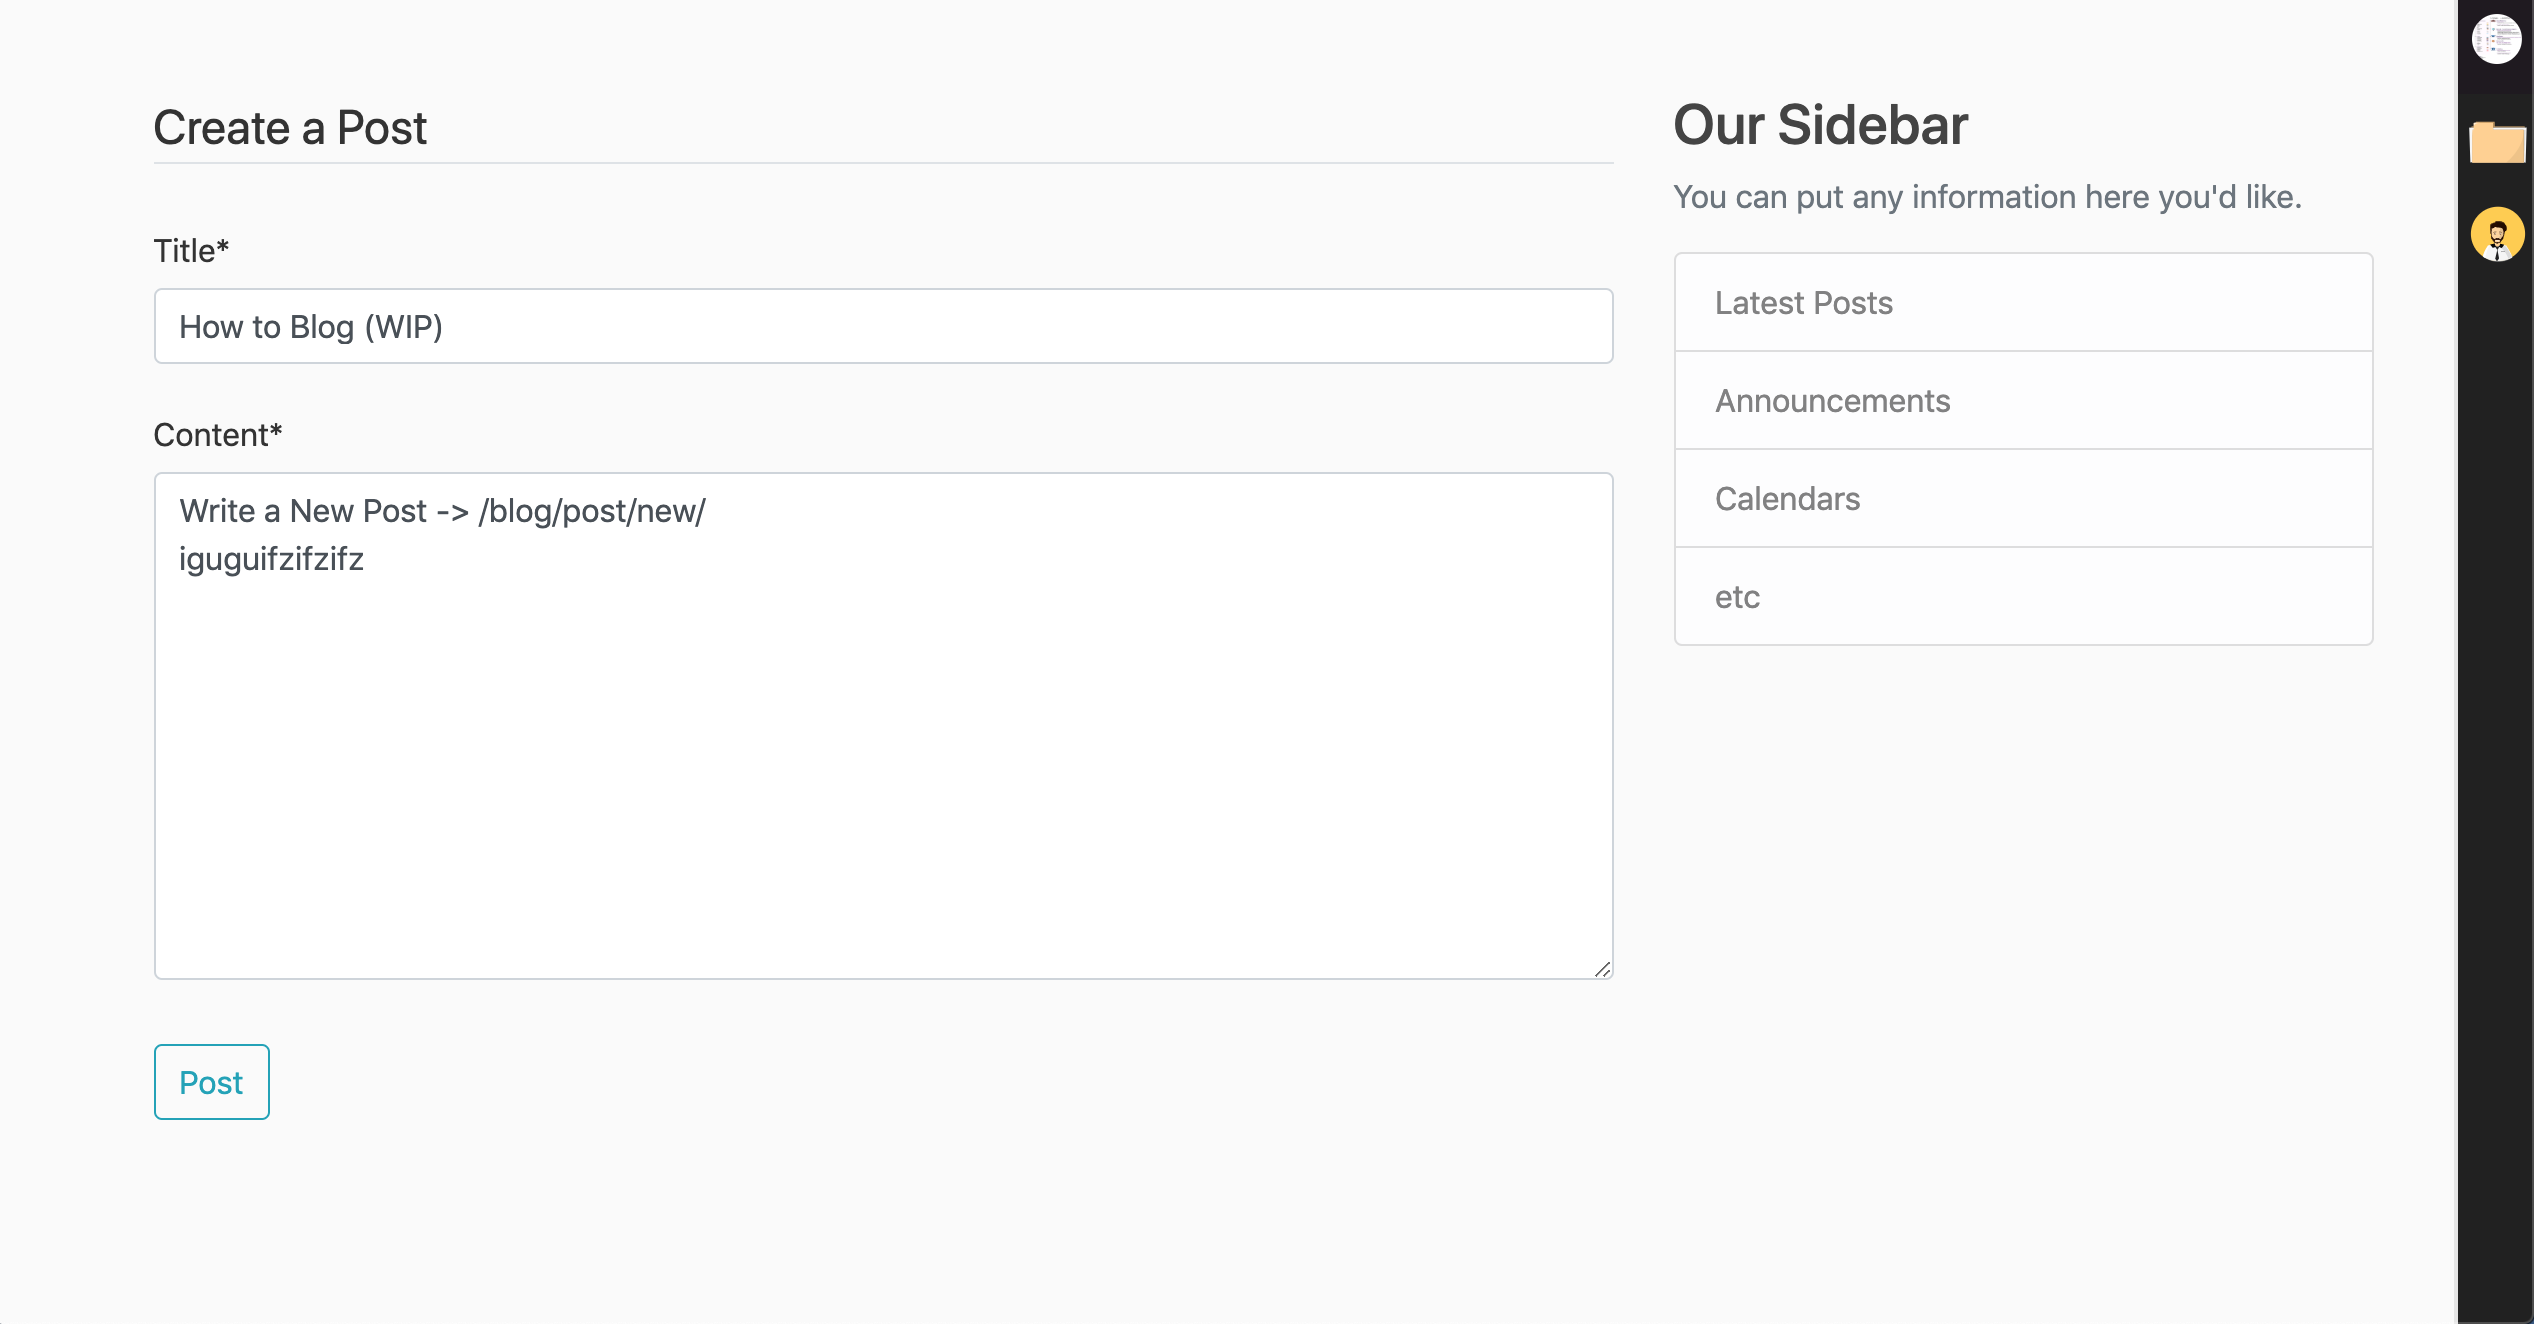 Create a Post
Title*
How to Blog (WIP)
Content*
Write a New Post -> /blog/post/new/
iguguifzifzifz
Post
Our Sidebar
You can put any information here you'd like.
Latest Posts
Announcements
Calendars
etc